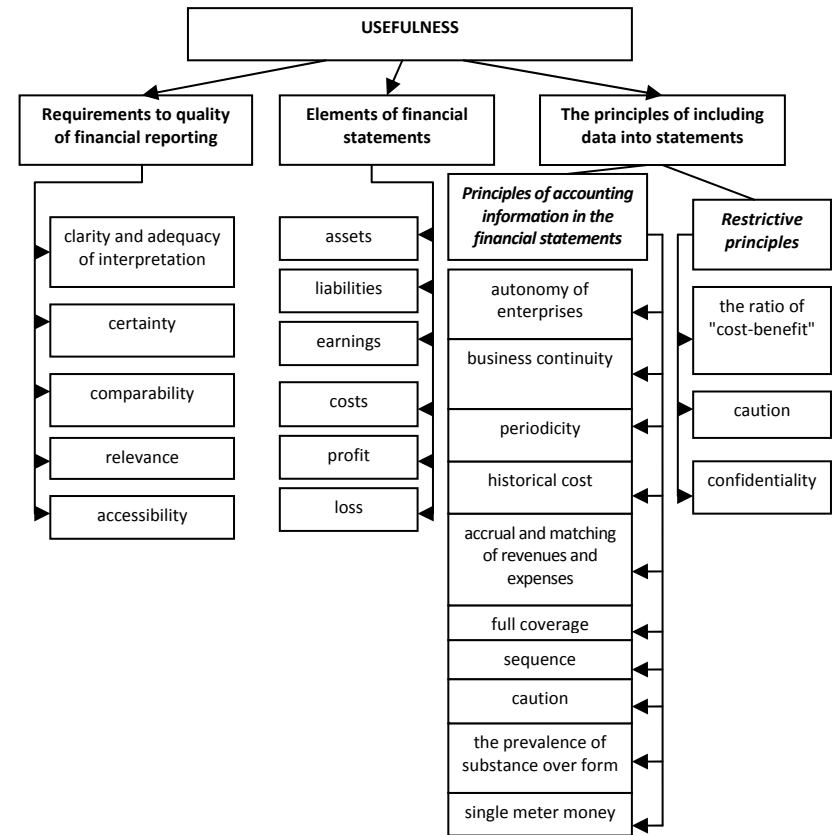 USEFULNESS
Requirements to quality
of financial reporting
clarity and adequacy
of interpretation
certainty
comparability
relevance
accessibility
Elements of financial
statements
assets
liabilities
earnings
costs
profit
loss
The principles of including
data into statements
Principles of accounting
information in the
financial statements
autonomy of
enterprises
business continuity
periodicity
historical cost
accrual and matching
of revenues and
expenses
full coverage
sequence
caution
the prevalence of
substance over form
single meter money
Restrictive
principles
the ratio of
"cost-benefit"
caution
confidentiality